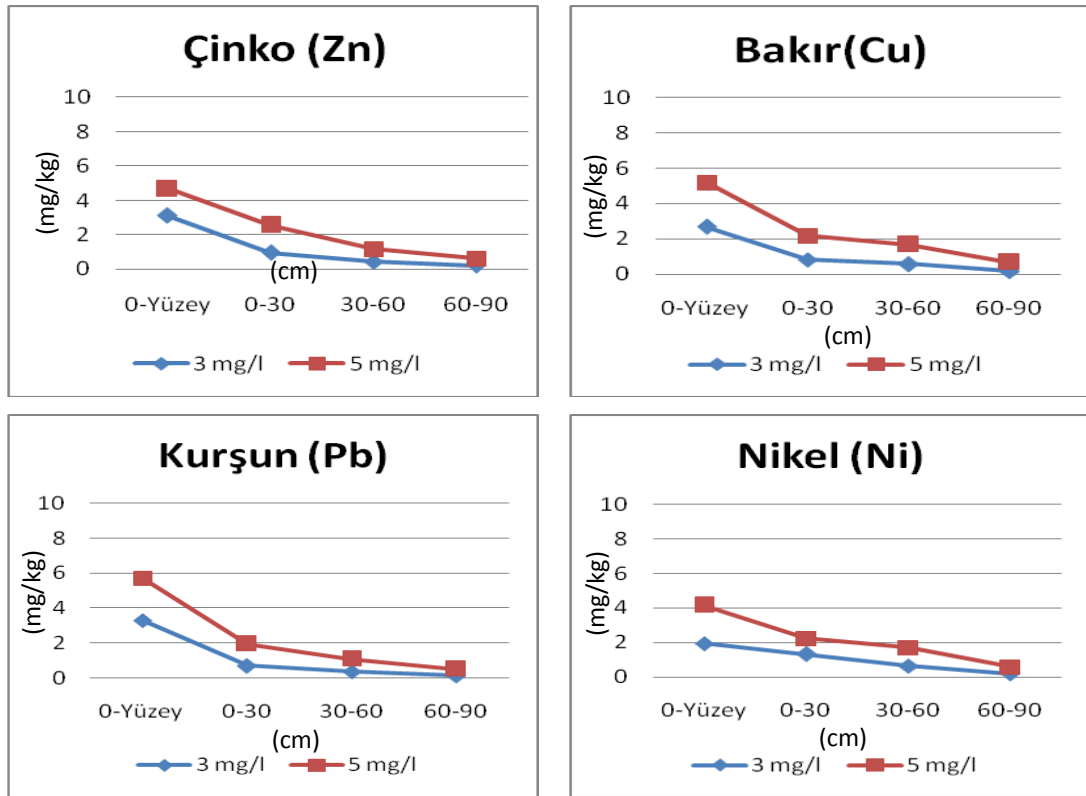 Çinko (Zn)
10
8
6
4
2
0
(mg/kg)
(cm)
0-Yüzey 0-30 30-60 60-90
3 mg/l 5 mg/l
Bakır(Cu)
10
8
6
4
2
0
(mg/kg)
0-Yüzey 0-30 30-60 60-90
(cm)
3 mg/l 5 mg/l
Kurşun (Pb)
10
8
6
4
2
0
(mg/kg)
0-Yüzey 0-30 30-60 60-90
(cm)
3 mg/l 5 mg/l
Nikel (Ni)
10
8
6
4
2
0
(mg/kg)
0-Yüzey 0-30 30-60 60-90
(cm)
3 mg/l 5 mg/l